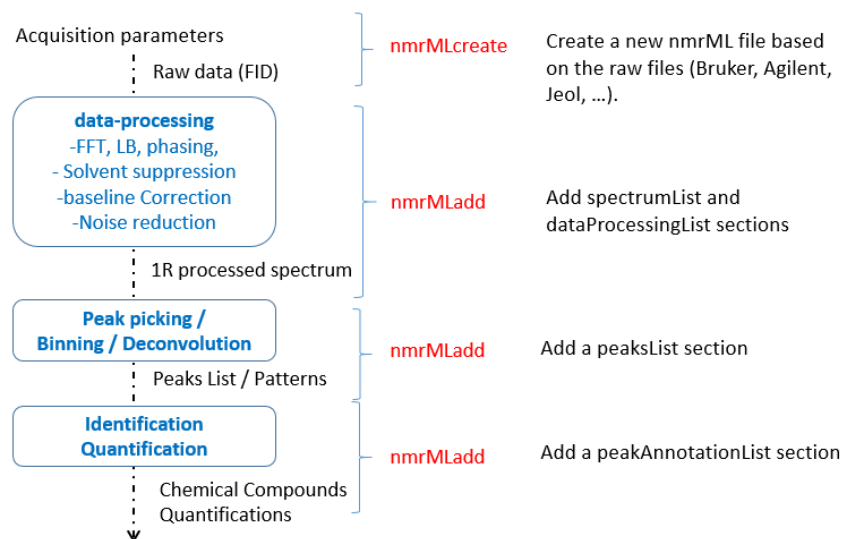 Acquisition parameters
Raw data (FID)
nmrMLcreate
Create a new nmrML file based
on the raw files (Bruker, Agilent,
Jeol, …).
data-processing
-FFT, LB, phasing,
- Solvent suppression
-baseline Correction
-Noise reduction
nmrMLadd
Add spectrumList and
dataProcessingList sections
1R processed spectrum
Peak picking /
Binning / Deconvolution
nmrMLadd
Add a peaksList section
Peaks List / Patterns
Identification
Quantification
nmrMLadd
Add a peakAnnotationList section
Chemical Compounds
Quantifications